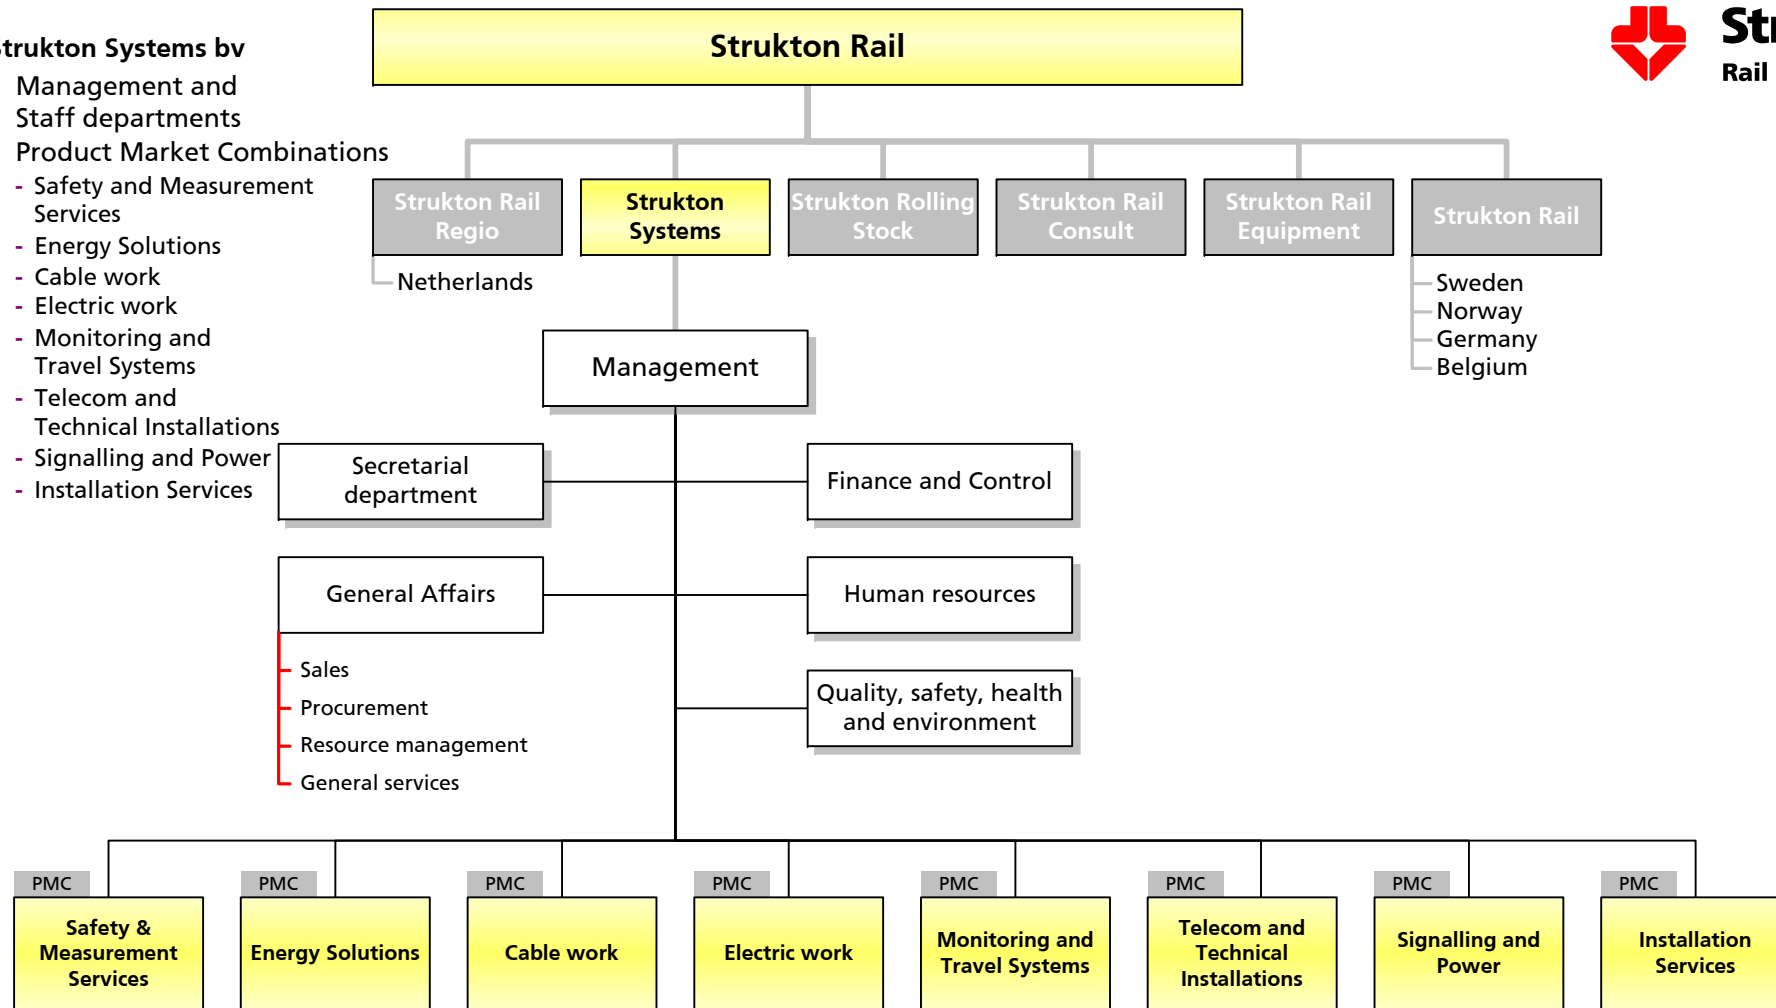 Strukton Systems bv
Management and
Staff departments
Product Market Combinations
- Safety and Measurement
Services
- Energy Solutions
- Cable work
- Electric work
- Monitoring and
Travel Systems
- Telecom and
Technical Installations
- Signalling and Power
- Installation Services
Strukton Rail
Str
Rail
Strukton Rail
Regio
Strukton
Systems
Strukton Rolling
Stock
Strukton Rail
Consult
Strukton Rail
Equipment
Strukton Rail
Netherlands
Sweden
Norway
Germany
Belgium
Management
Secretarial
department
Finance and Control
General Affairs
Human resources
Sales
Procurement
Resource management
General services
Quality, safety, health
and environment
PMC
Safety &
Measurement
Services
PMC
Energy Solutions
PMC
Cable work
PMC
Electric work
PMC
Monitoring and
Travel Systems
PMC
Telecom and
Technical
Installations
PMC
Signalling and
Power
PMC
Installation
Services